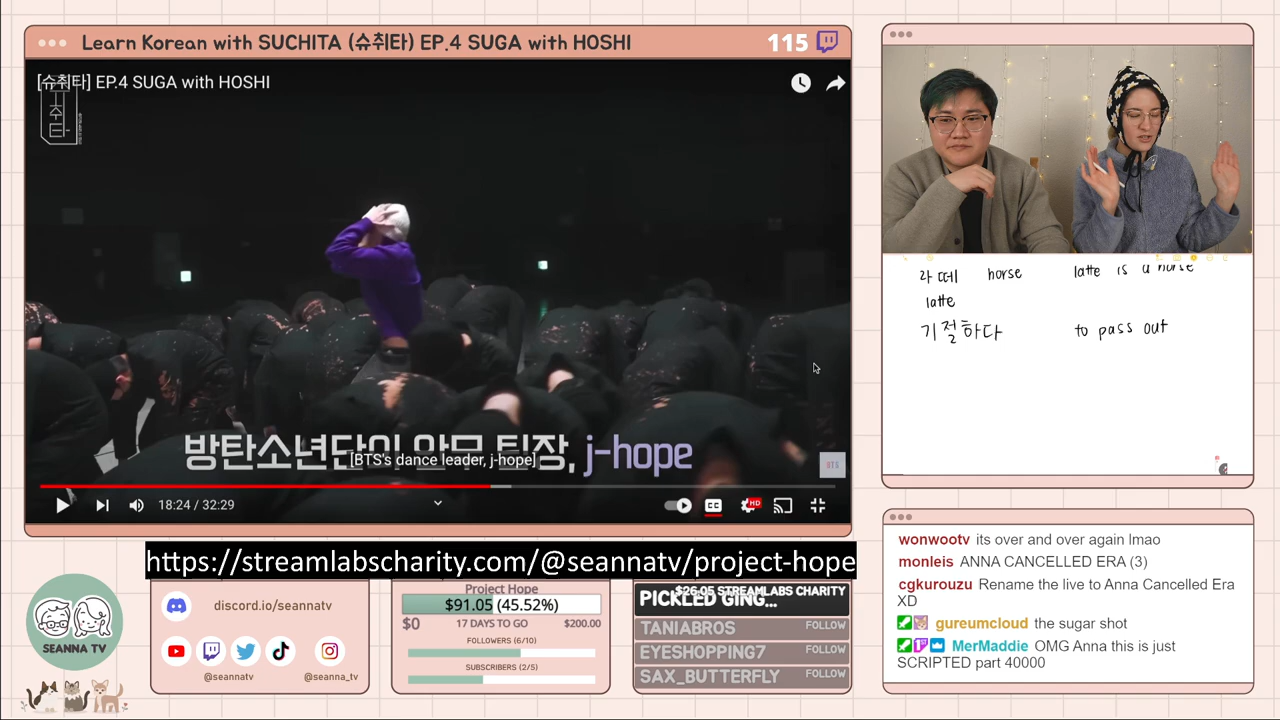 Learn Korean with SUCHITA (슈취타) EP.4 SUGA with HOSHI
115
[슈취타] EP.4 SUGA with HOSHI
방탄소년단의 안무 팀장, j-hope
[BTS's dance leader, j-hope]
BTS
18:24 / 32:29
CC
HD
라떼 horse latte is a horse
latte
기절하다 to pass out
https://streamlabscharity.com/@seannatv/project-hope
SEANNA TV
discord.io/seannatv
@seannatv
@seanna_tv
Project Hope
$91.05 (45.52%)
$0 17 DAYS TO GO $200.00
FOLLOWERS (6/10)
SUBSCRIBERS (2/5)
$26.05 STREAMLABS CHARITY
PICKLED GING...
TANIABROS FOLLOW
EYESHOPPING7 FOLLOW
SAX_BUTTERFLY FOLLOW
wonwootv its over and over again lmao
monleis ANNA CANCELLED ERA (3)
cgkurouzu Rename the live to Anna Cancelled Era
XD
gureumcloud the sugar shot
MerMaddie OMG Anna this is just
SCRIPTED part 40000